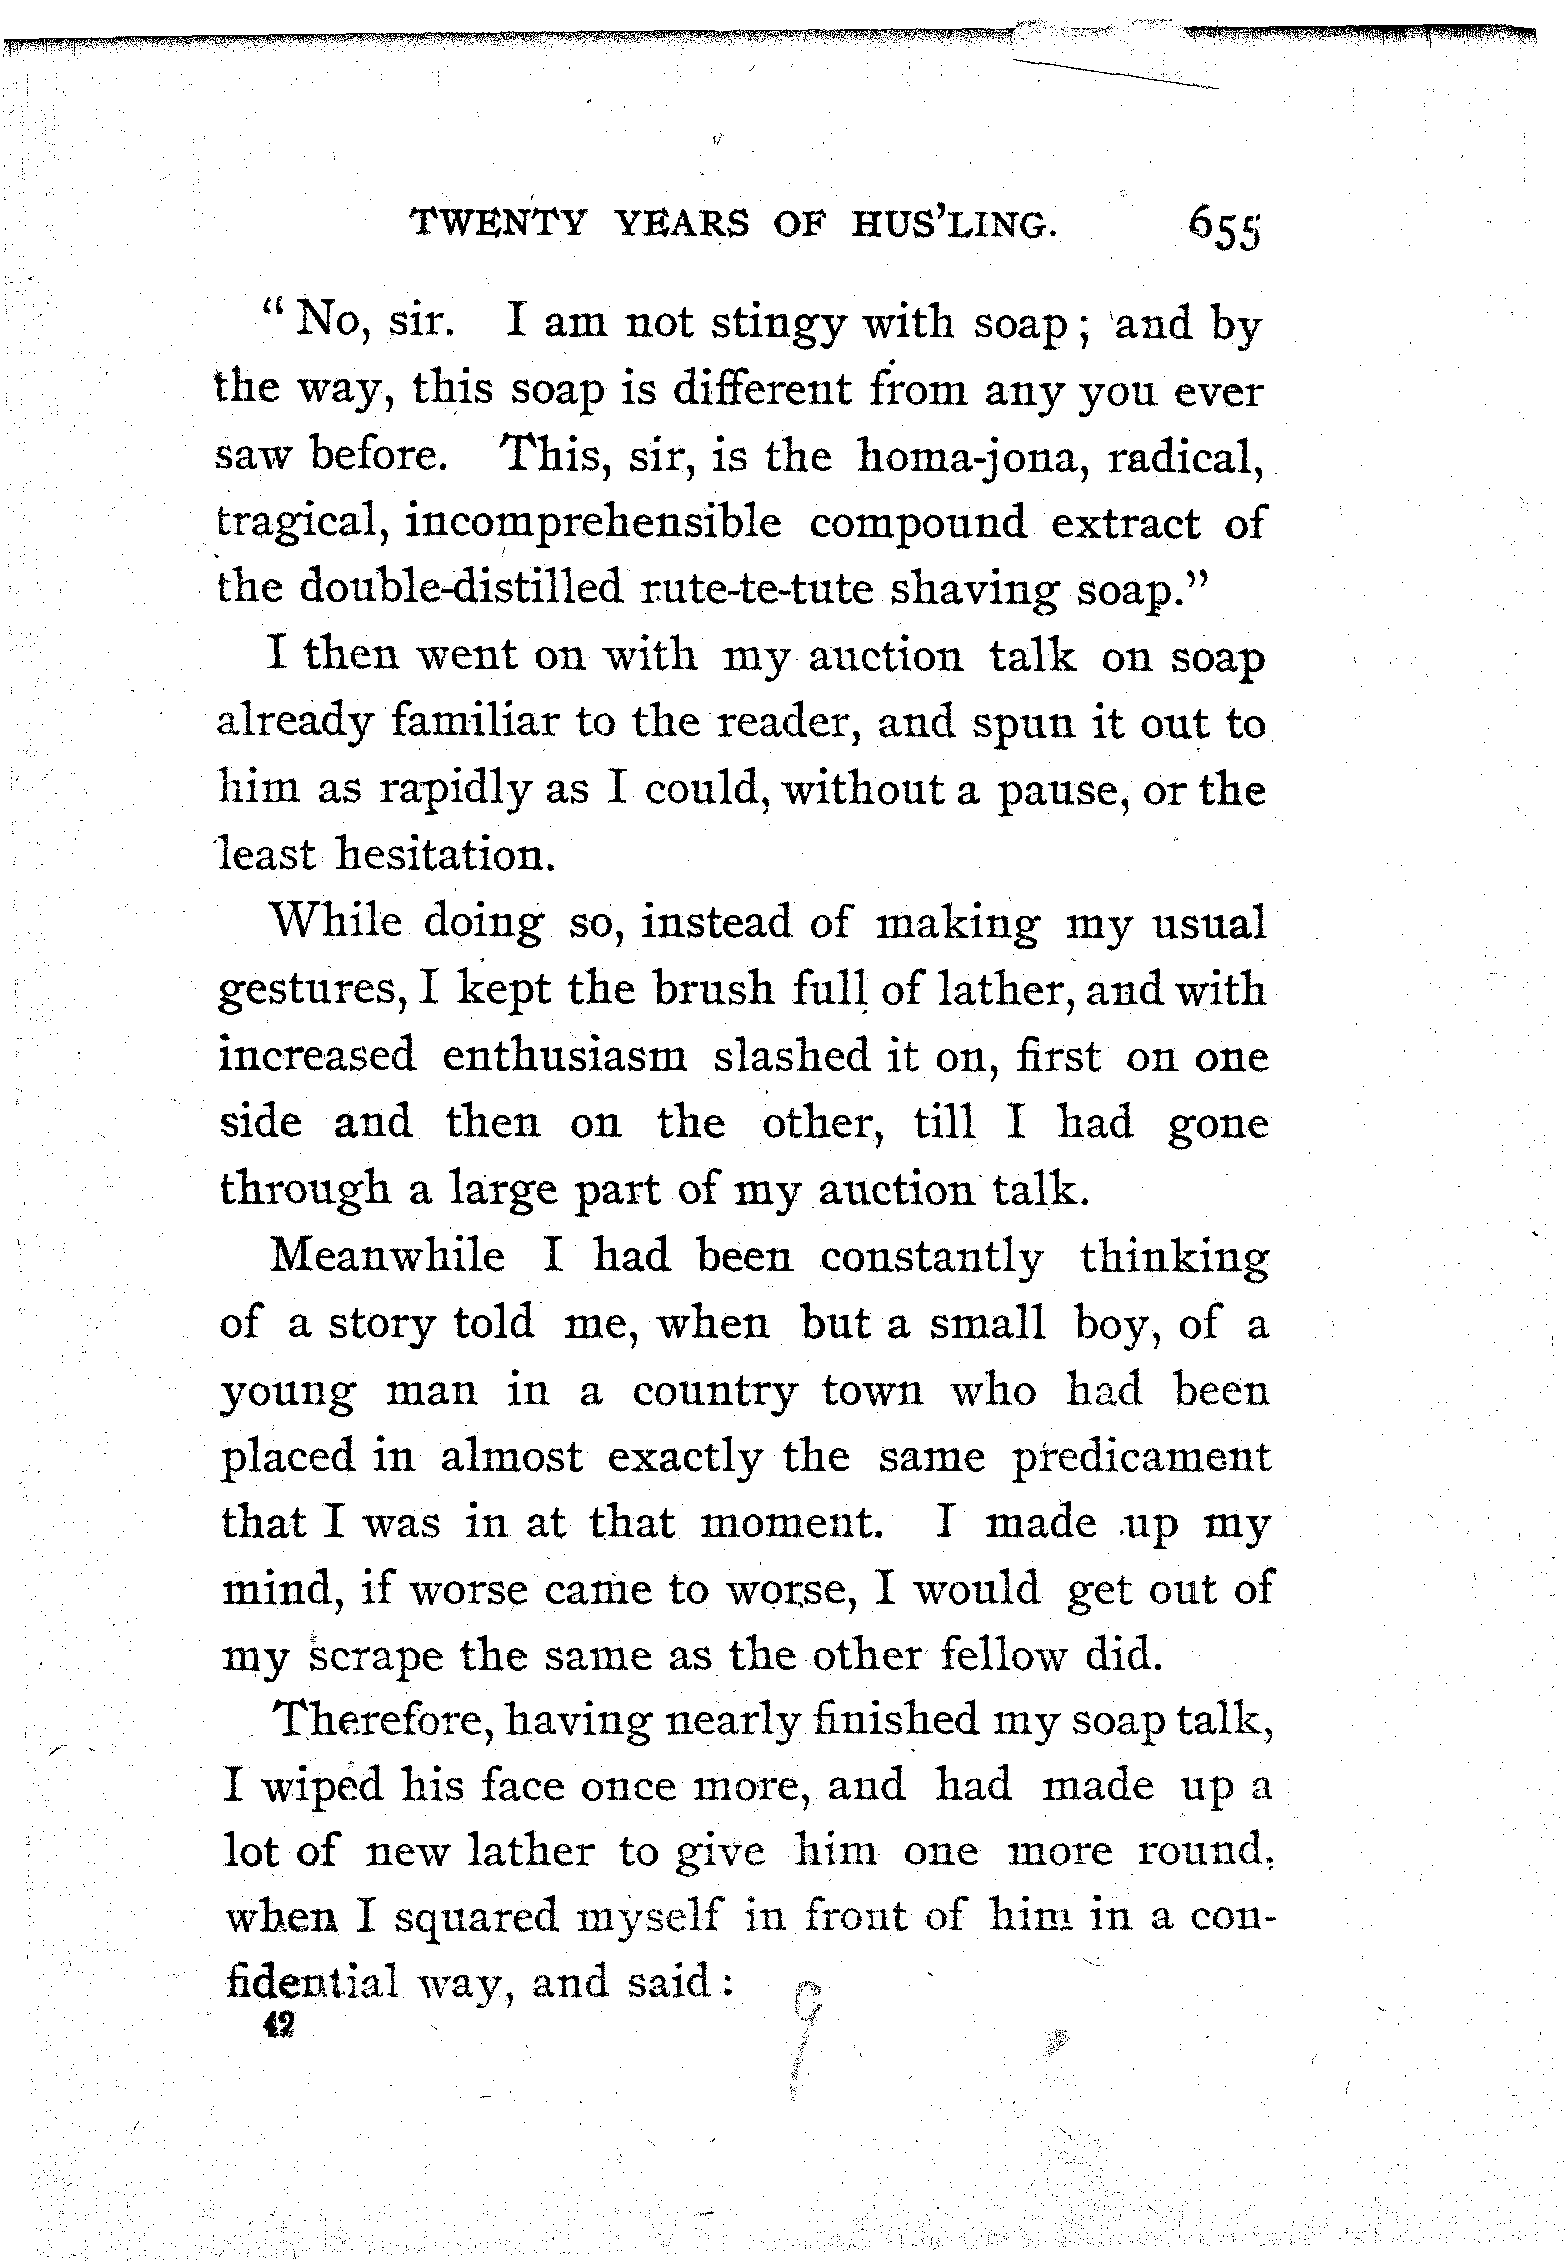 TWENTY YEARS OF HUS'LING. 655
" No, sir. I am not stingy with soap ; and by
the way, this soap is different from any you ever
saw before. This, sir, is the homa-jona, radical,
tragical, incomprehensible compound extract of
the double-distilled rute-te-tute shaving soap."
I then went on with my auction talk on soap
already familiar to the reader, and spun it out to
him as rapidly as I could, without a pause, or the
least hesitation.
While doing so, instead of making my usual
gestures, I kept the brush full of lather, and with
increased enthusiasm slashed it on, first on one
side and then on the other, till I had gone
through a large part of my auction talk.
Meanwhile I had been constantly thinking
of a story told me, when but a small boy, of a
young man in a country town who had been
placed in almost exactly the same predicament
that I was in at that moment. I made up my
mind, if worse came to worse, I would get out of
my scrape the same as the other fellow did.
Therefore, having nearly finished my soap talk,
I wiped his face once more, and had made up a
lot of new lather to give him one more round,
when I squared myself in front of him in a con-
fidential way, and said :
42